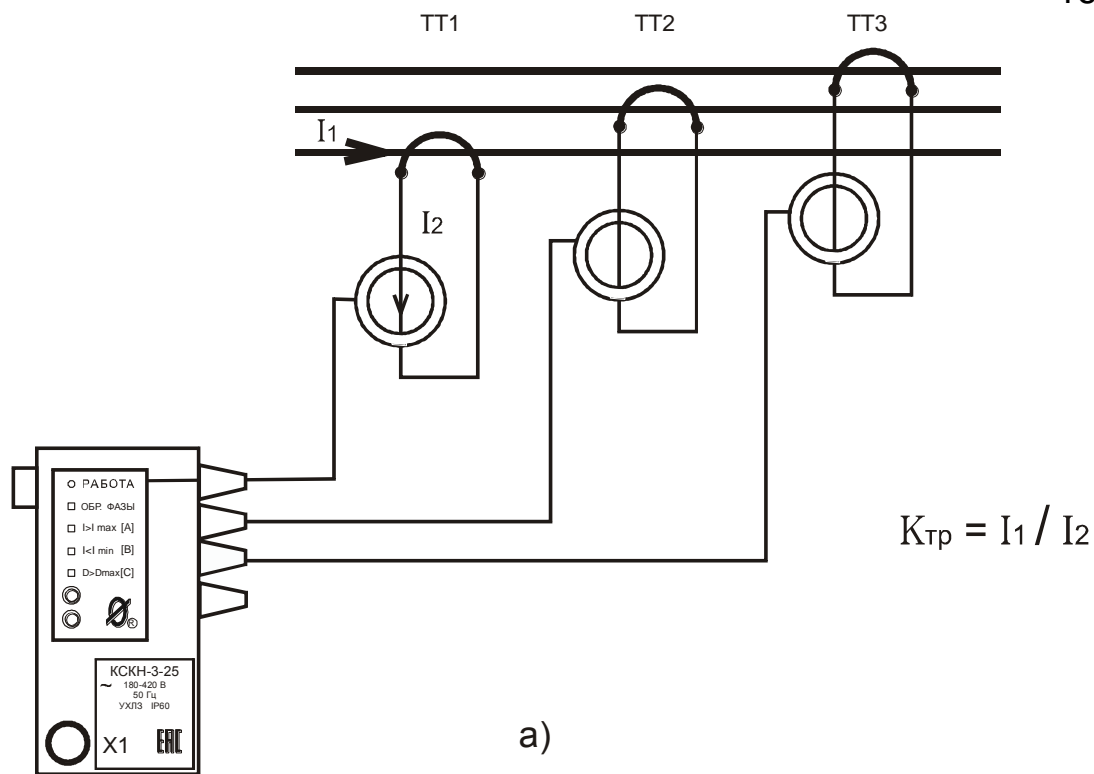 ТТ1 ТТ2 ТТ3
I1
I2
РАБОТА
ОБР. ФАЗЫ
I>I max [A]
I<I min [B]
D>Dmax[C]
Kтр = I1 / I2
КСКН-3-25
~ 180-420 В
50 Гц
УХЛ3 IP60
X1 EAC
а)